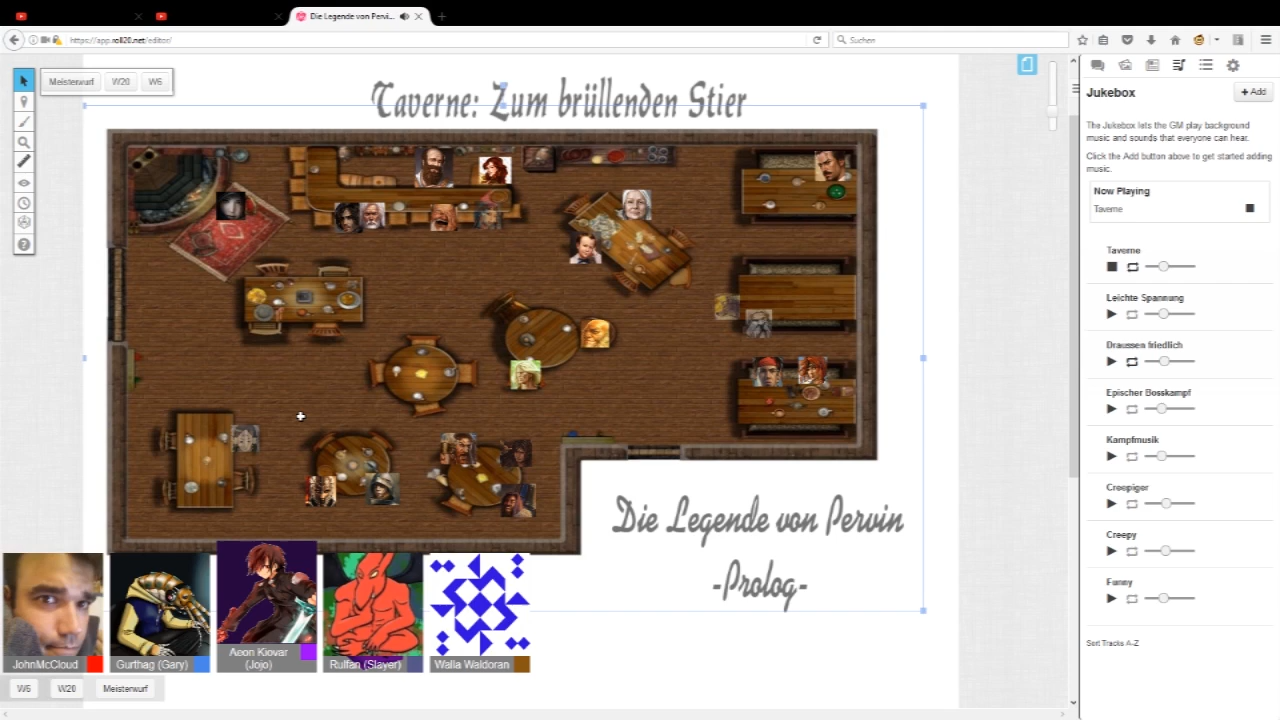 Die Legende von Pervin...
https://app.roll20.net/editor/
Suchen
Meisterwurf
W20
W6
Taverne: Zum brüllenden Stier
Die Legende von Pervin
-Prolog-
JohnMcCloud
Gurthag (Gary)
Aeon Kiovar
(Jojo)
Rulfan (Slayer)
Walla Waldoran
W6
W20
Meisterwurf
Jukebox
+ Add
The Jukebox lets the GM play background
music and sounds that everyone can hear.
Click the Add button above to get started adding
music.
Now Playing
Taverne
Taverne
Leichte Spannung
Draussen friedlich
Epischer Bosskampf
Kampfmusik
Creepiger
Creepy
Funny
Sort Tracks A-Z